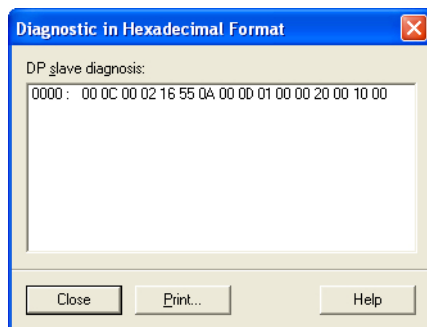 Diagnostic in Hexadecimal Format
DP slave diagnosis:
0000 : 00 0C 00 02 16 55 0A 00 0D 01 00 00 20 00 10 00
Close Print... Help